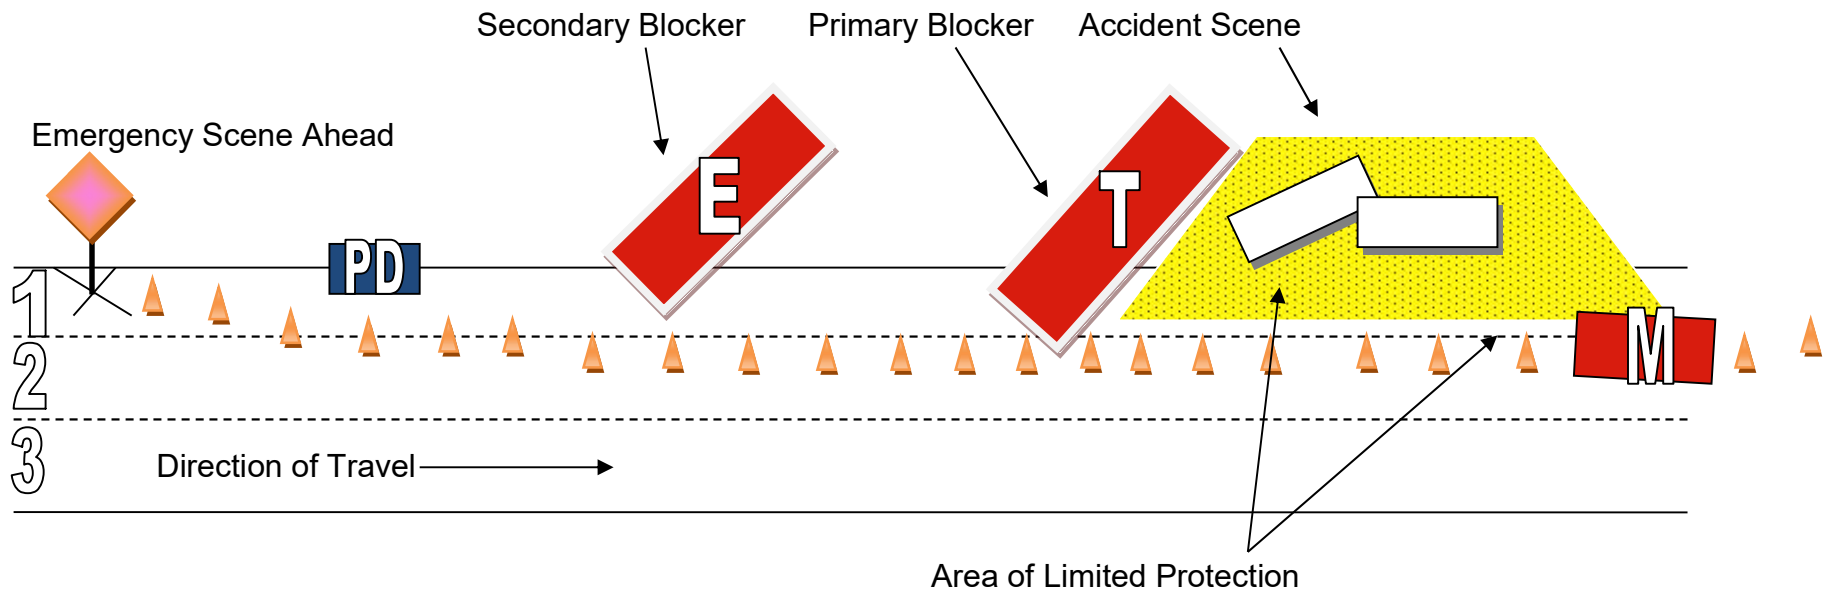 Secondary Blocker
Primary Blocker
Accident Scene
Emergency Scene Ahead
E
T
PD
1
M
2
3
Direction of Travel
Area of Limited Protection